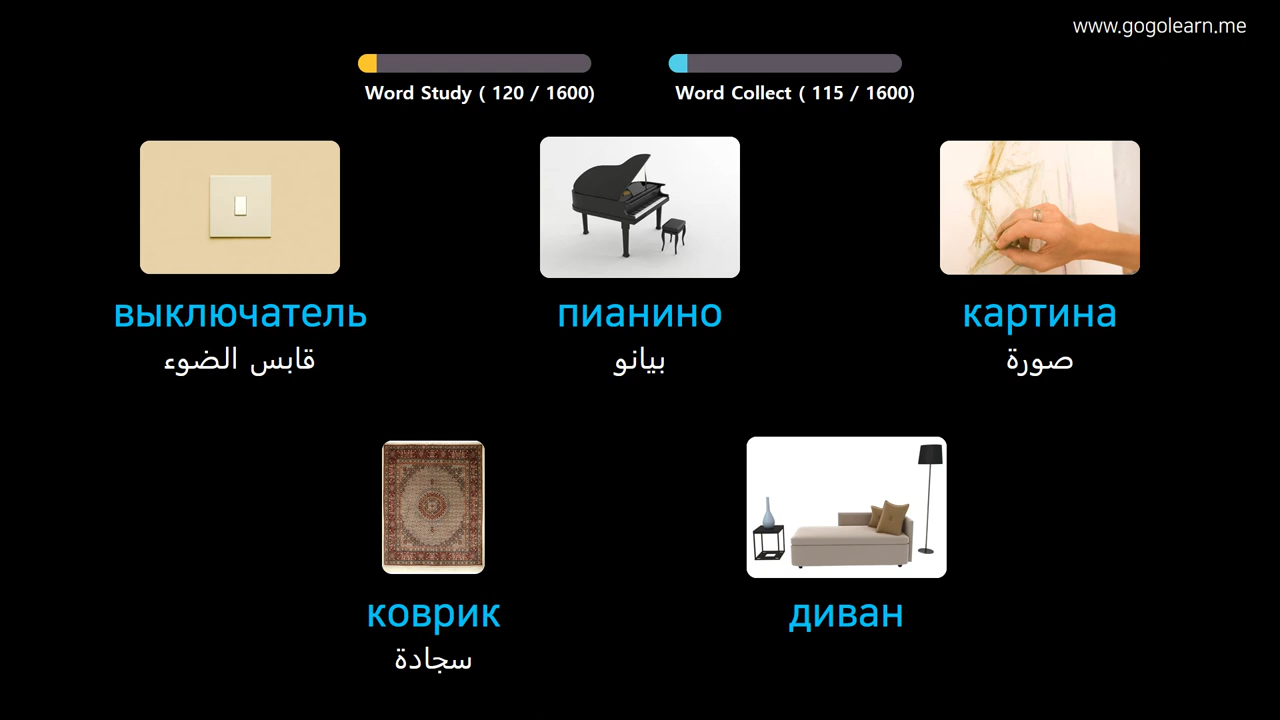 www.gogolearn.me
Word Study ( 120 / 1600)
Word Collect ( 115 / 1600)
выключатель
قابس الضوء
пианино
بيانو
картина
صورة
коврик
سجادة
диван